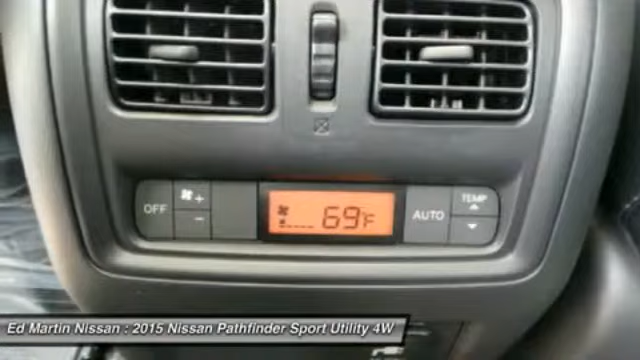 OFF
+
-
69°F
AUTO
TEMP
Ed Martin Nissan : 2015 Nissan Pathfinder Sport Utility 4W